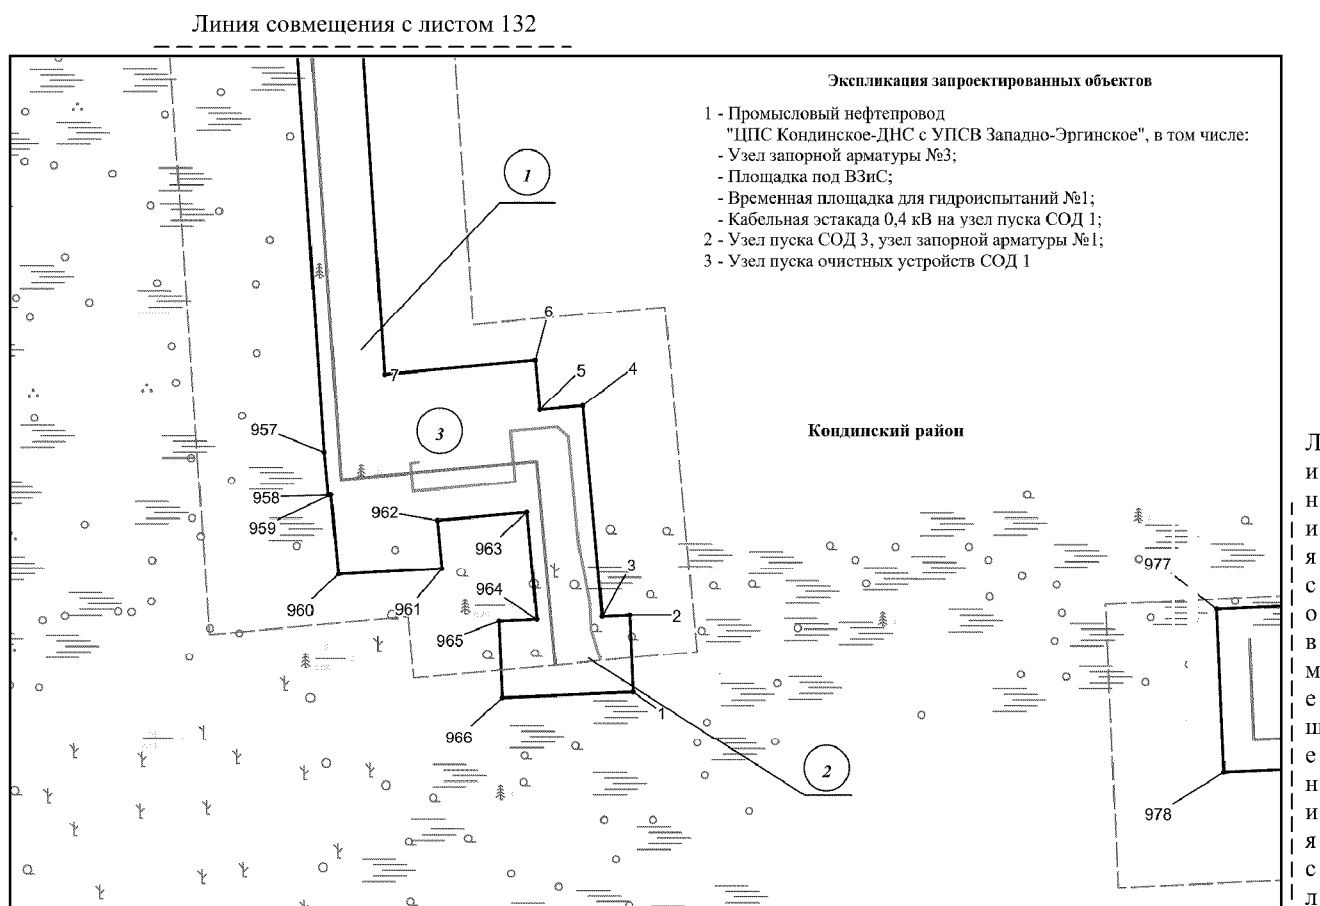 Линия совмещения с листом 132
Экспликация запроектированных объектов
1 - Промысловый нефтепровод
"ЦПС Кондинское-ДНС с УПСВ Западно-Эргинское", в том числе:
- Узел запорной арматуры №3;
- Площадка под ВЗиС;
- Временная площадка для гидроиспытаний №1;
- Кабельная эстакада 0,4 кВ на узел пуска СОД 1;
2 - Узел пуска СОД 3, узел запорной арматуры №1;
3 - Узел пуска очистных устройств СОД 1
1
6
7
5
4
957
3
Кондинский район
958
959
962
963
960
961
964
965
3
2
977
966
1
2
978
Линия совмещения с л